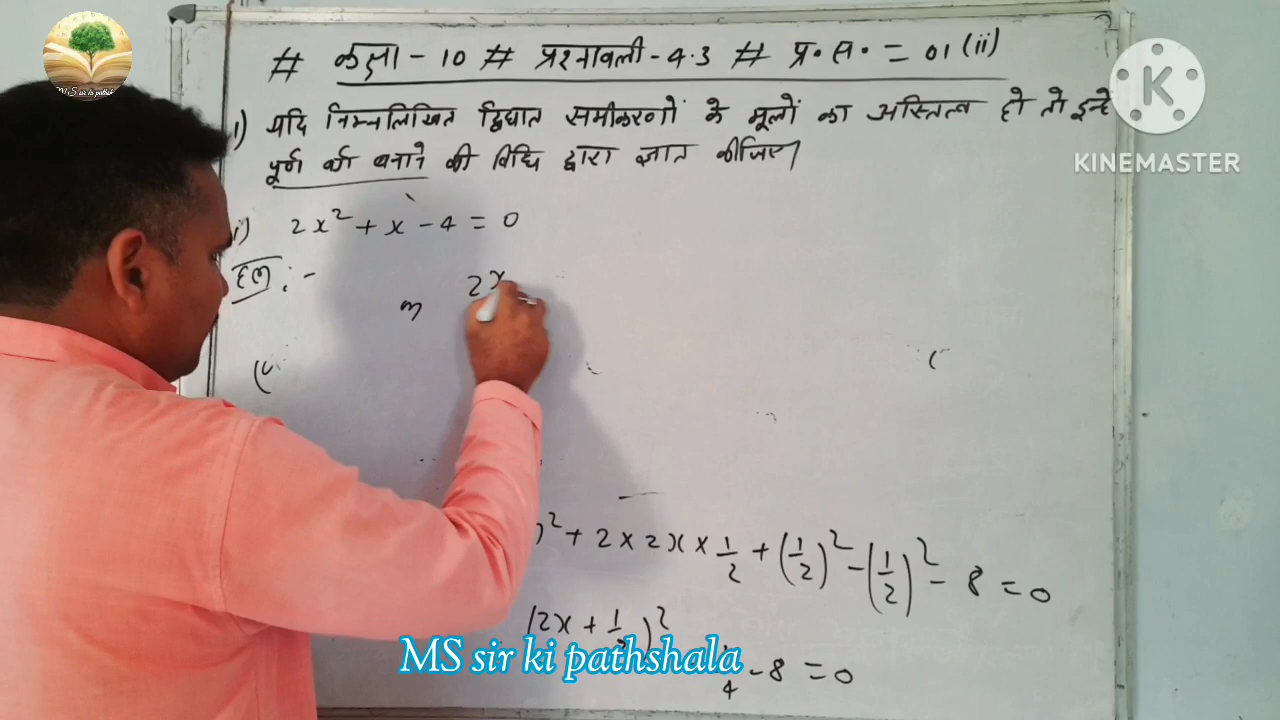 # कक्षा - 10 # प्रश्नावली - 4.3 # प्र. स. = 01 (ii)
1) यदि निम्नलिखित द्विघात समीकरणों के मूलों का अस्तित्व हो तो इन्हे
पूर्ण वर्ग बनाने की विधि द्वारा ज्ञात कीजिए।
KINEMASTER
2x² + x - 4 = 0
हल :-
2x
)² + 2 × 2x × 1/2 + (1/2)² - (1/2)² - 8 = 0
(2x + 1/2)²
4 - 8 = 0
MS sir ki pathshala